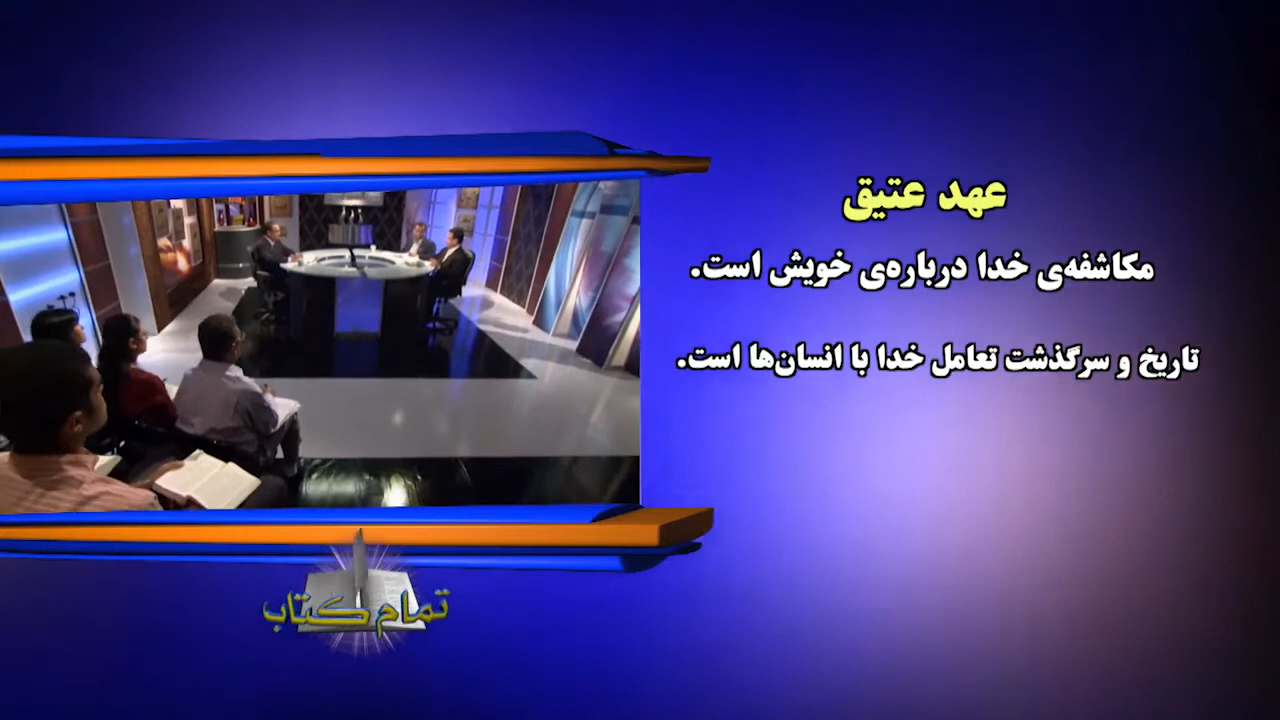 عهد عتیق
مکاشفه‌ی خدا درباره‌ی خویش است.
تاریخ و سرگذشت تعامل خدا با انسان‌ها است.
تمام کتاب